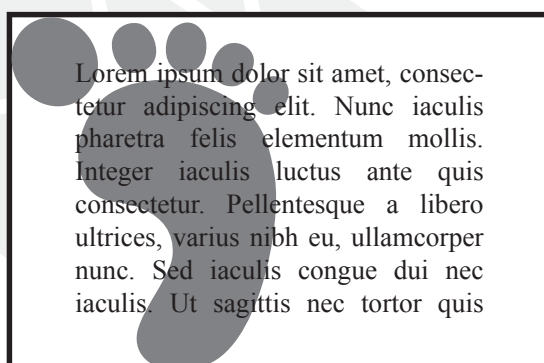 Lorem ipsum dolor sit amet, consec-
tetur adipiscing elit. Nunc iaculis
pharetra felis elementum mollis.
Integer iaculis luctus ante quis
consectetur. Pellentesque a libero
ultrices, varius nibh eu, ullamcorper
nunc. Sed iaculis congue dui nec
iaculis. Ut sagittis nec tortor quis